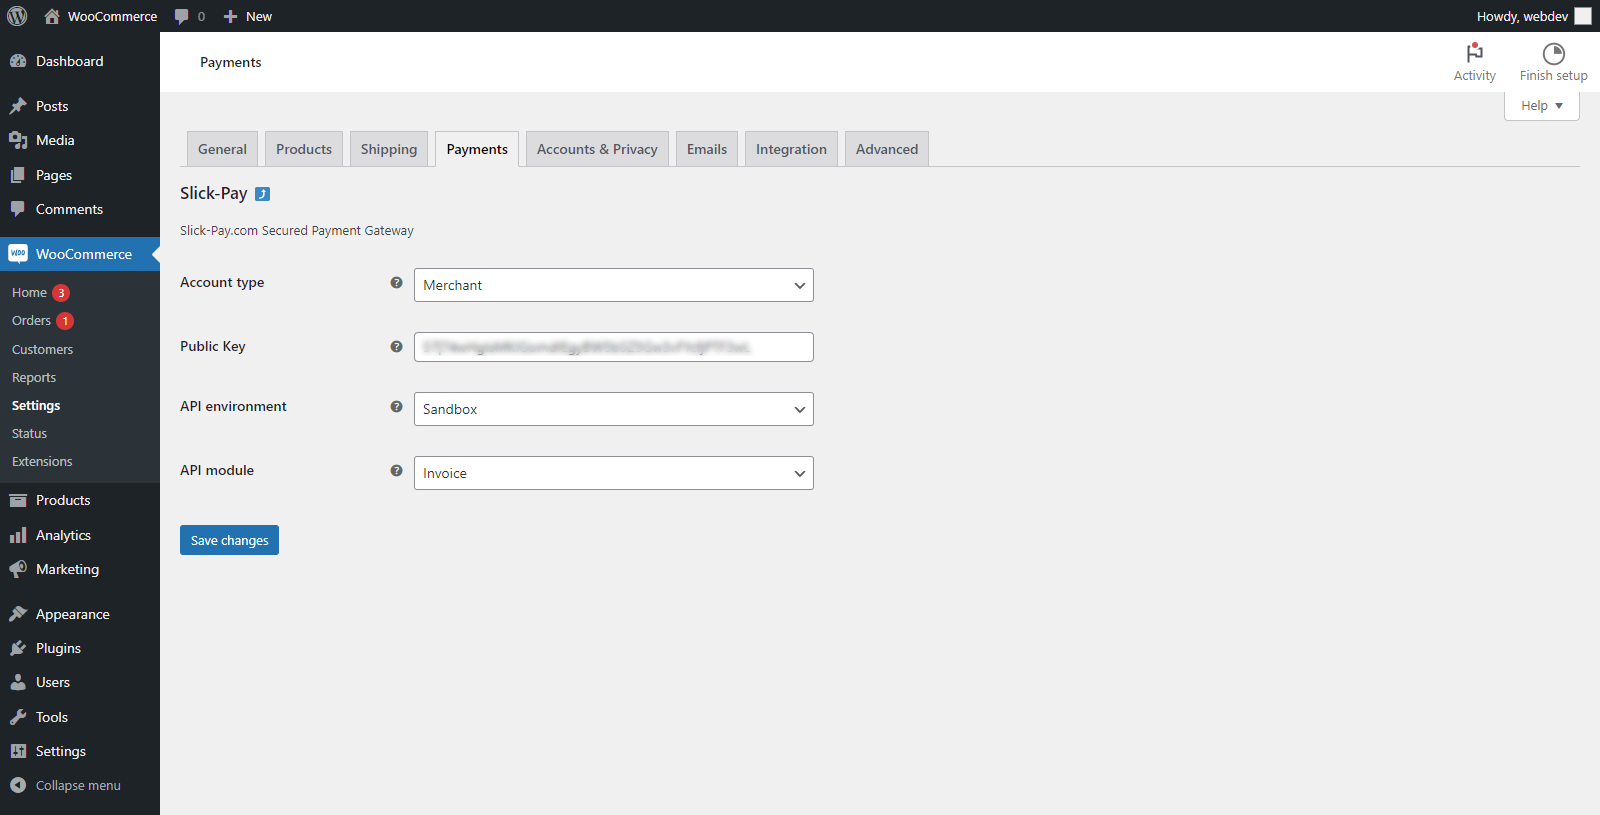 WooCommerce 0 New Howdy, webdev
Dashboard
Posts
Media
Pages
Comments
WooCommerce
Home 3
Orders 1
Customers
Reports
Settings
Status
Extensions
Products
Analytics
Marketing
Appearance
Plugins
Users
Tools
Settings
Collapse menu
Payments
Activity Finish setup
Help
General Products Shipping Payments Accounts & Privacy Emails Integration Advanced
Slick-Pay
Slick-Pay.com Secured Payment Gateway
Account type Merchant
Public Key
API environment Sandbox
API module Invoice
Save changes